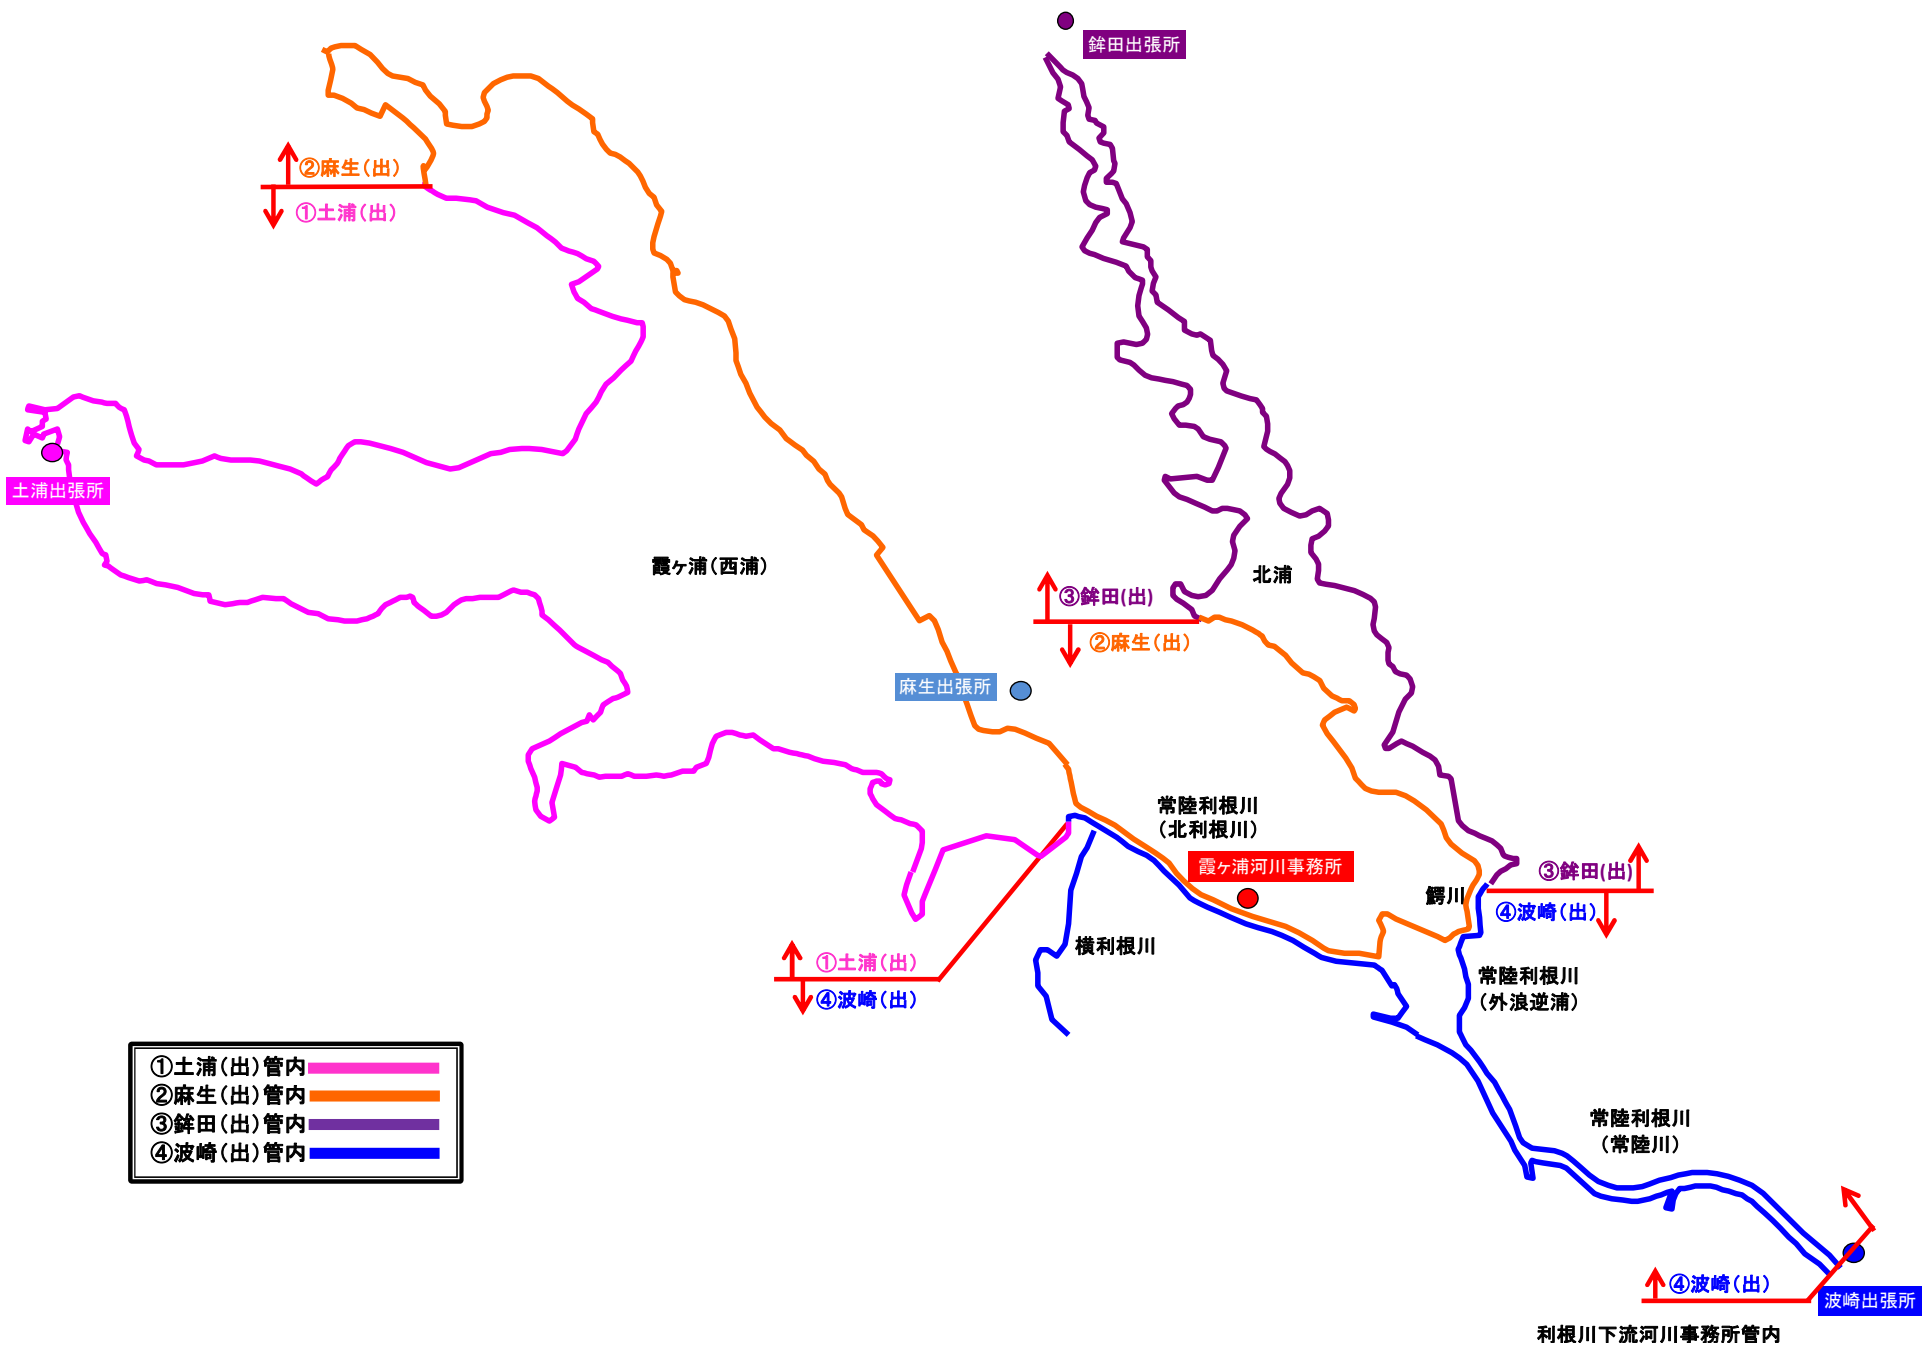 鉾田出張所
②麻生(出)
①土浦(出)
土浦出張所
霞ヶ浦(西浦)
北浦
③鉾田(出)
②麻生(出)
麻生出張所
常陸利根川
(北利根川)
霞ヶ浦河川事務所
鰐川
③鉾田(出)
④波崎(出)
横利根川
①土浦(出)
④波崎(出)
常陸利根川
(外浪逆浦)
①土浦(出)管内
②麻生(出)管内
③鉾田(出)管内
④波崎(出)管内
常陸利根川
(常陸川)
④波崎(出)
波崎出張所
利根川下流河川事務所管内